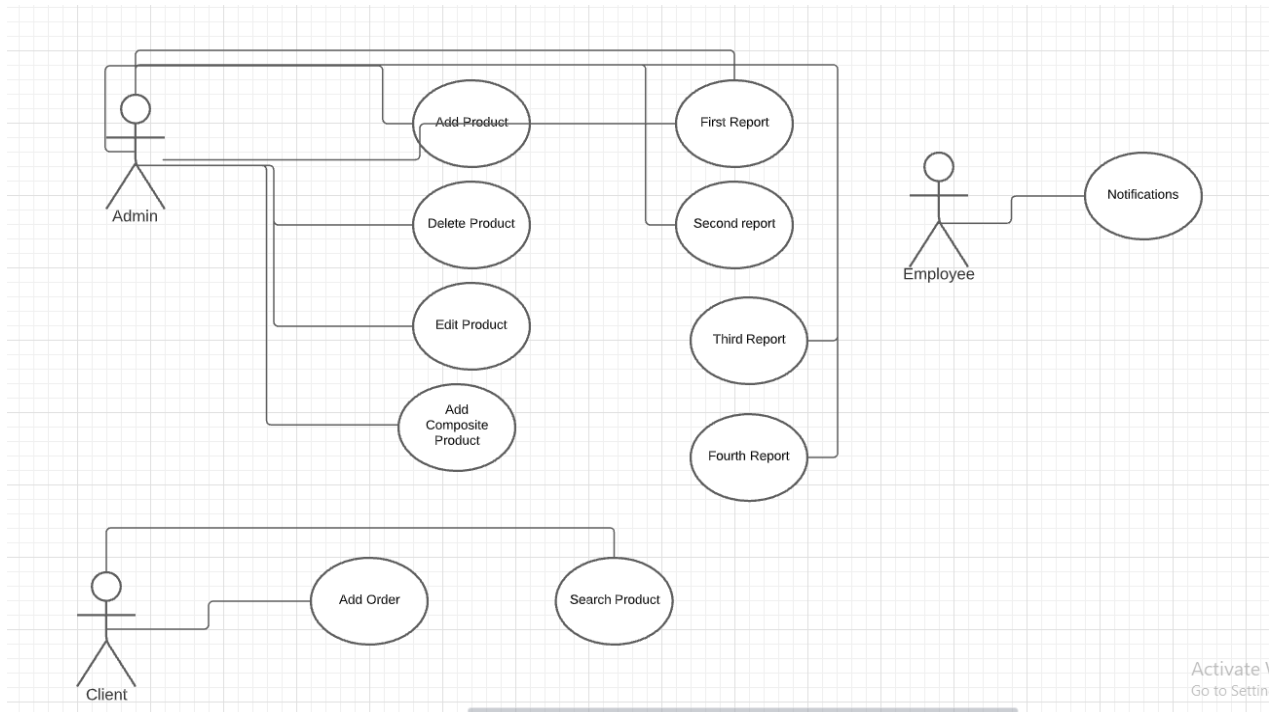 Add Product
First Report
Admin
Delete Product
Second report
Notifications
Employee
Edit Product
Third Report
Add
Composite
Product
Fourth Report
Add Order
Search Product
Client
Activate
Go to Settin